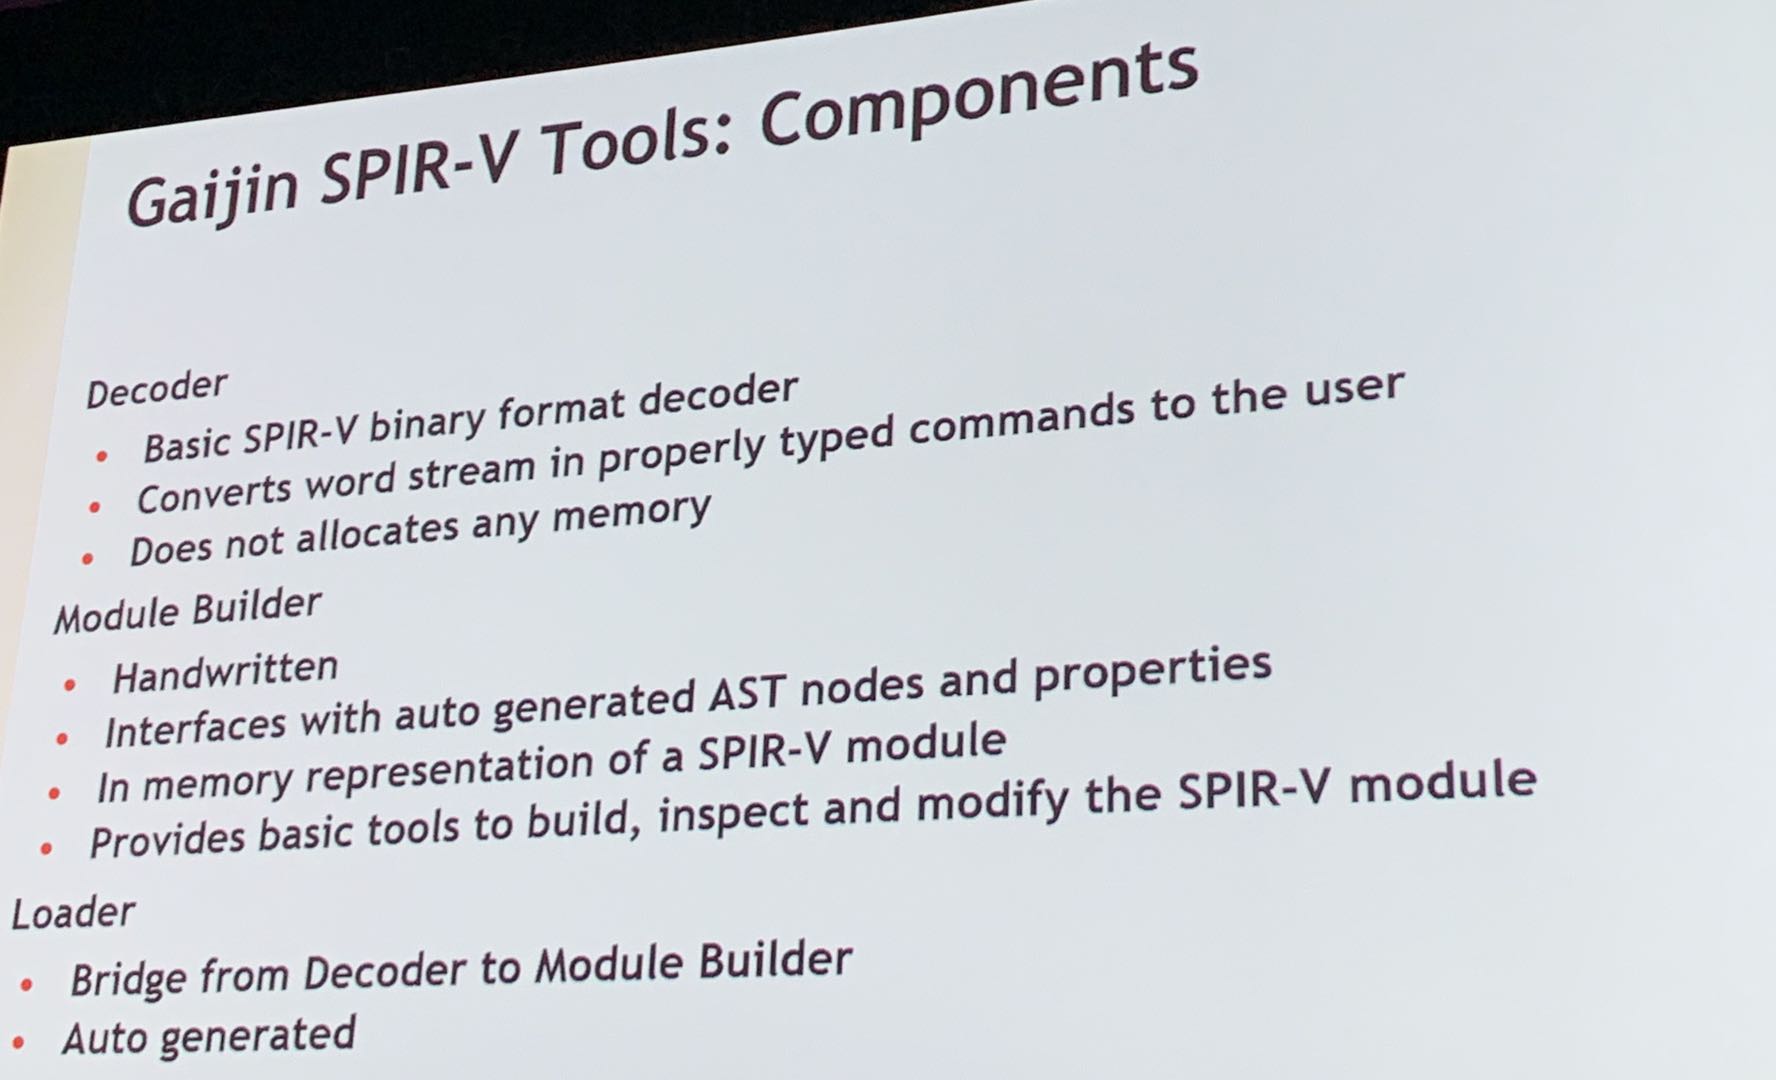 Gaijin SPIR-V Tools: Components
Decoder
• Basic SPIR-V binary format decoder
• Converts word stream in properly typed commands to the user
• Does not allocates any memory
Module Builder
• Handwritten
• Interfaces with auto generated AST nodes and properties
• In memory representation of a SPIR-V module
• Provides basic tools to build, inspect and modify the SPIR-V module
Loader
• Bridge from Decoder to Module Builder
• Auto generated